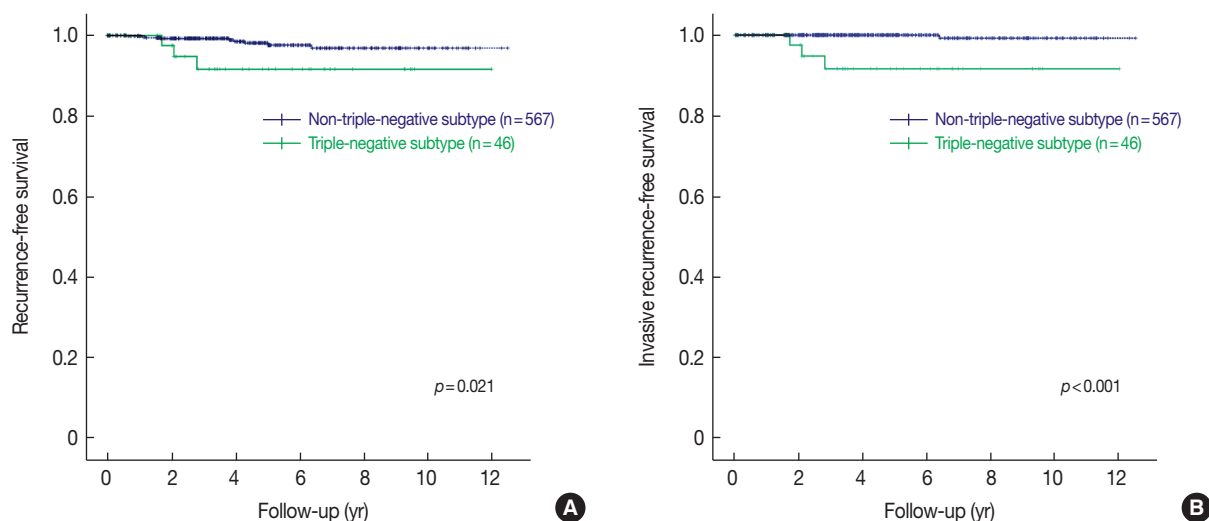 Recurrence-free survival
1.0
0.8
0.6
0.4
0.2
0
Non-triple-negative subtype (n=567)
Triple-negative subtype (n=46)
p=0.021
0 2 4 6 8 10 12
Follow-up (yr)
A
Invasive recurrence-free survival
1.0
0.8
0.6
0.4
0.2
0
Non-triple-negative subtype (n=567)
Triple-negative subtype (n=46)
p<0.001
0 2 4 6 8 10 12
Follow-up (yr)
B